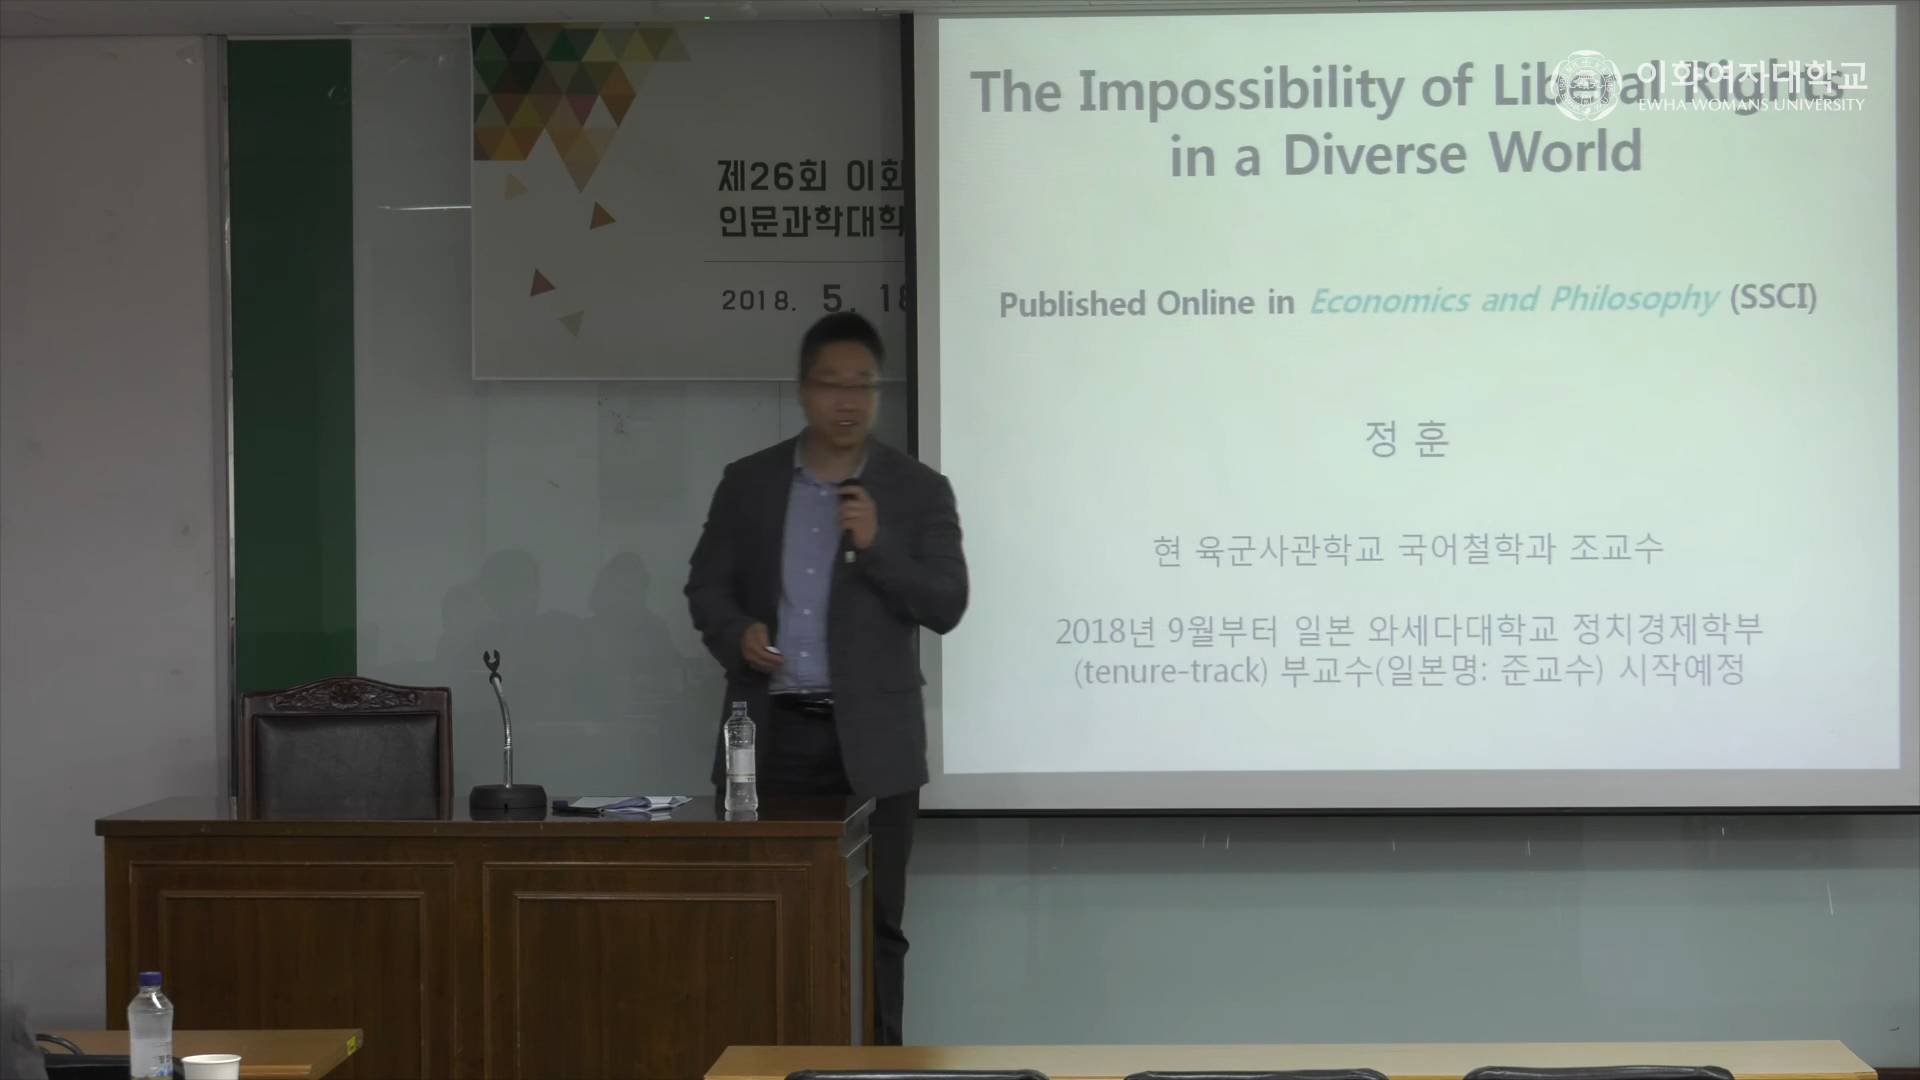 제26회 이화
인문과학대학
2018. 5. 18
The Impossibility of Liberal Rights
in a Diverse World
이화여자대학교
EWHA WOMANS UNIVERSITY
Published Online in Economics and Philosophy (SSCI)
정 훈
현 육군사관학교 국어철학과 조교수
2018년 9월부터 일본 와세다대학교 정치경제학부
(tenure-track) 부교수(일본명: 준교수) 시작예정